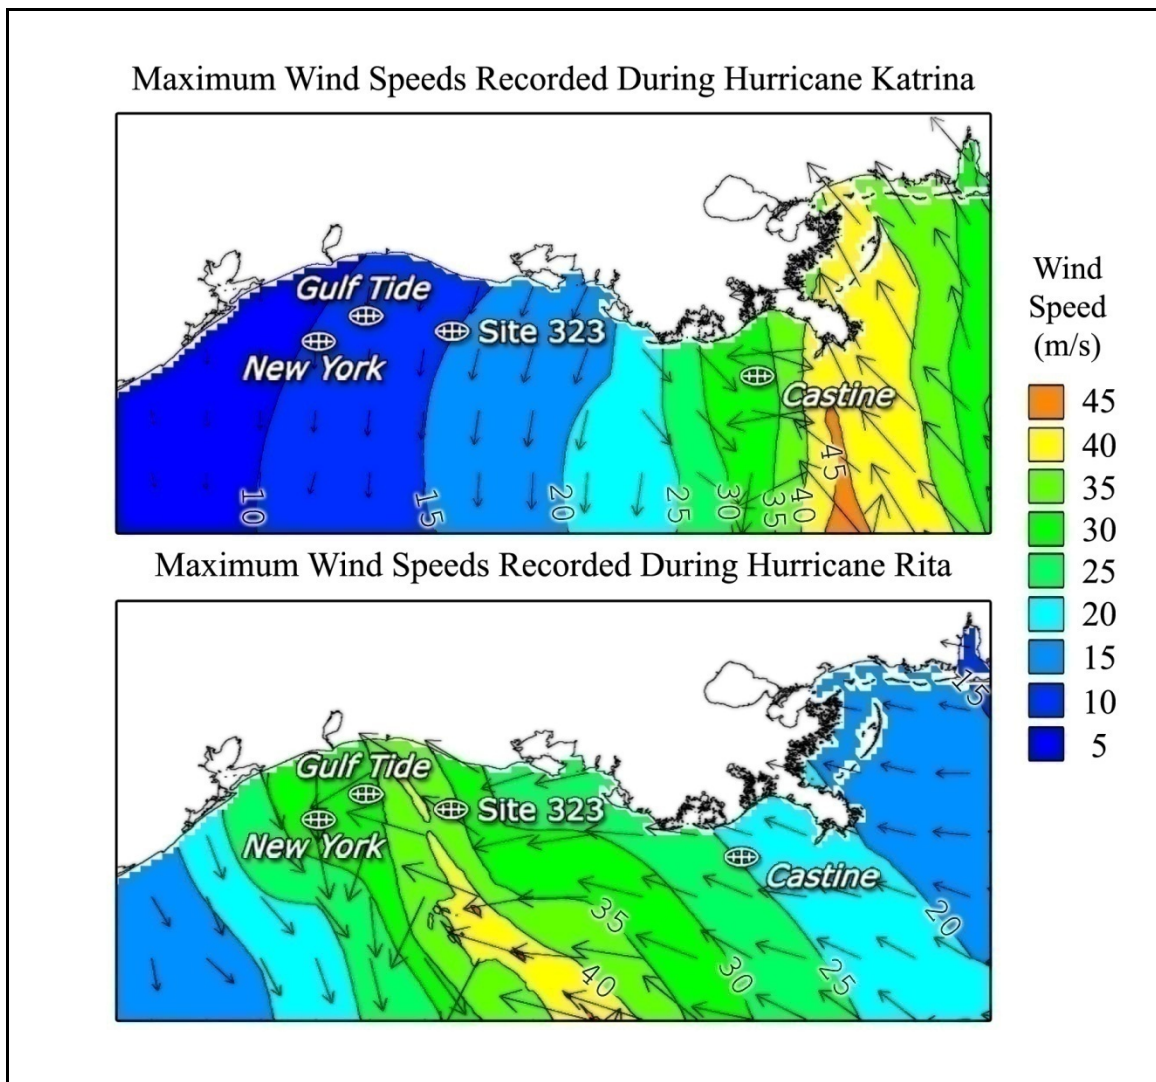 Maximum Wind Speeds Recorded During Hurricane Katrina
Gulf Tide
Site 323
New York
Castine
10
15
20
25
30
35
40
45
Wind
Speed
(m/s)
45
40
35
30
25
20
15
10
5
Maximum Wind Speeds Recorded During Hurricane Rita
15
Gulf Tide
Site 323
New York
Castine
20
35
25
30
40